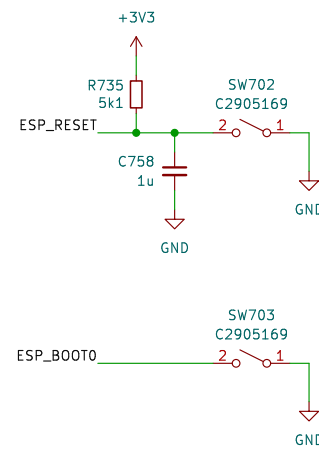 +3V3
R735
5k1
SW702
C2905169
ESP_RESET
2 1
C758
1u
GND
GND
SW703
C2905169
ESP_BOOT0
2 1
GND